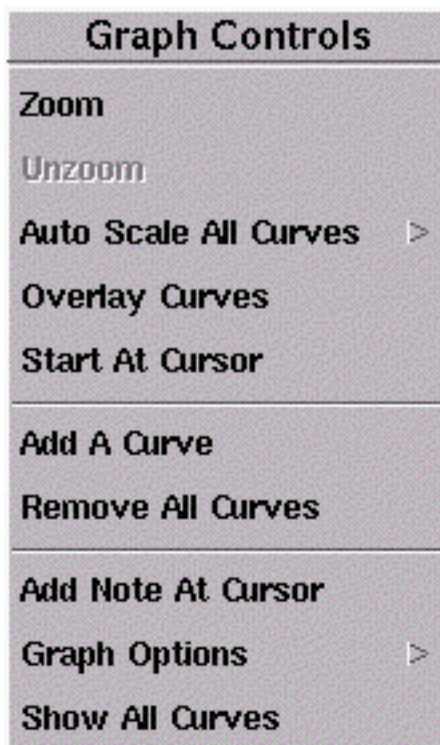 Graph Controls
Zoom
Unzoom
Auto Scale All Curves
Overlay Curves
Start At Cursor
Add A Curve
Remove All Curves
Add Note At Cursor
Graph Options
Show All Curves